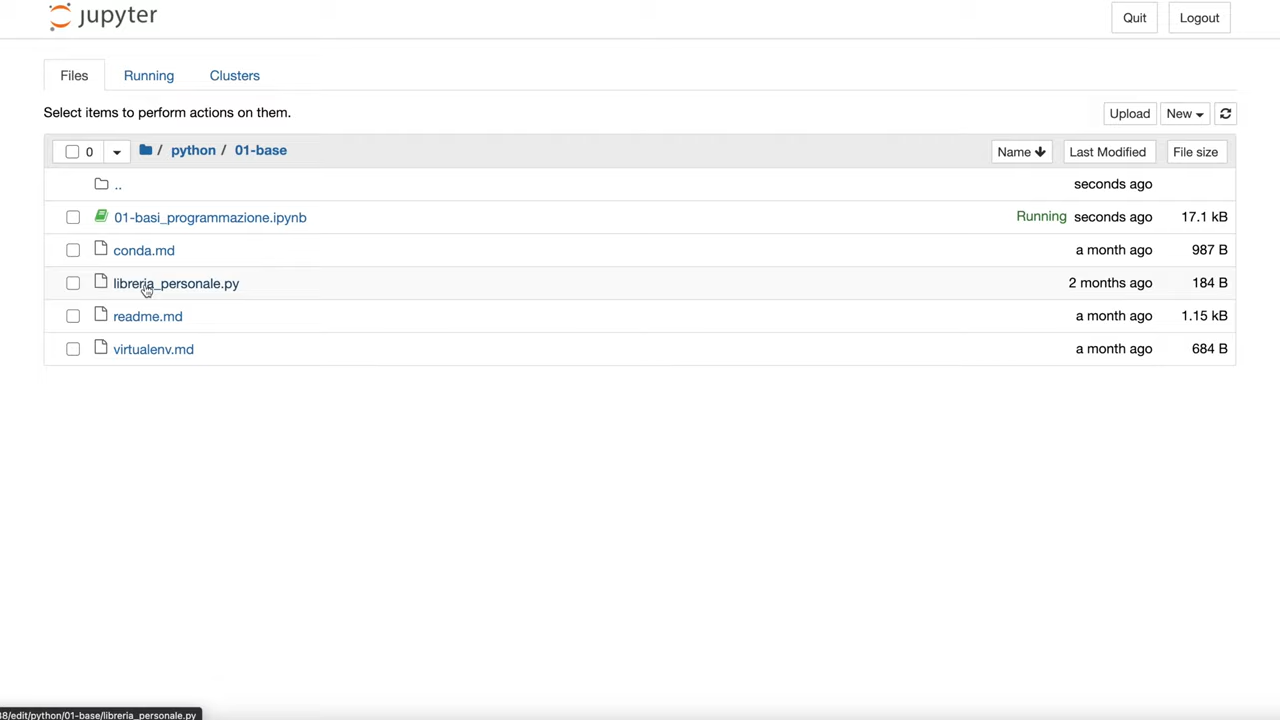 jupyter
Quit
Logout
Files
Running
Clusters
Select items to perform actions on them.
Upload
New
0
/ python / 01-base
Name
Last Modified
File size
..
seconds ago
01-basi_programmazione.ipynb
Running seconds ago
17.1 kB
conda.md
a month ago
987 B
libreria_personale.py
2 months ago
184 B
readme.md
a month ago
1.15 kB
virtualenv.md
a month ago
684 B
/edit/python/01-base/libreria_personale.py